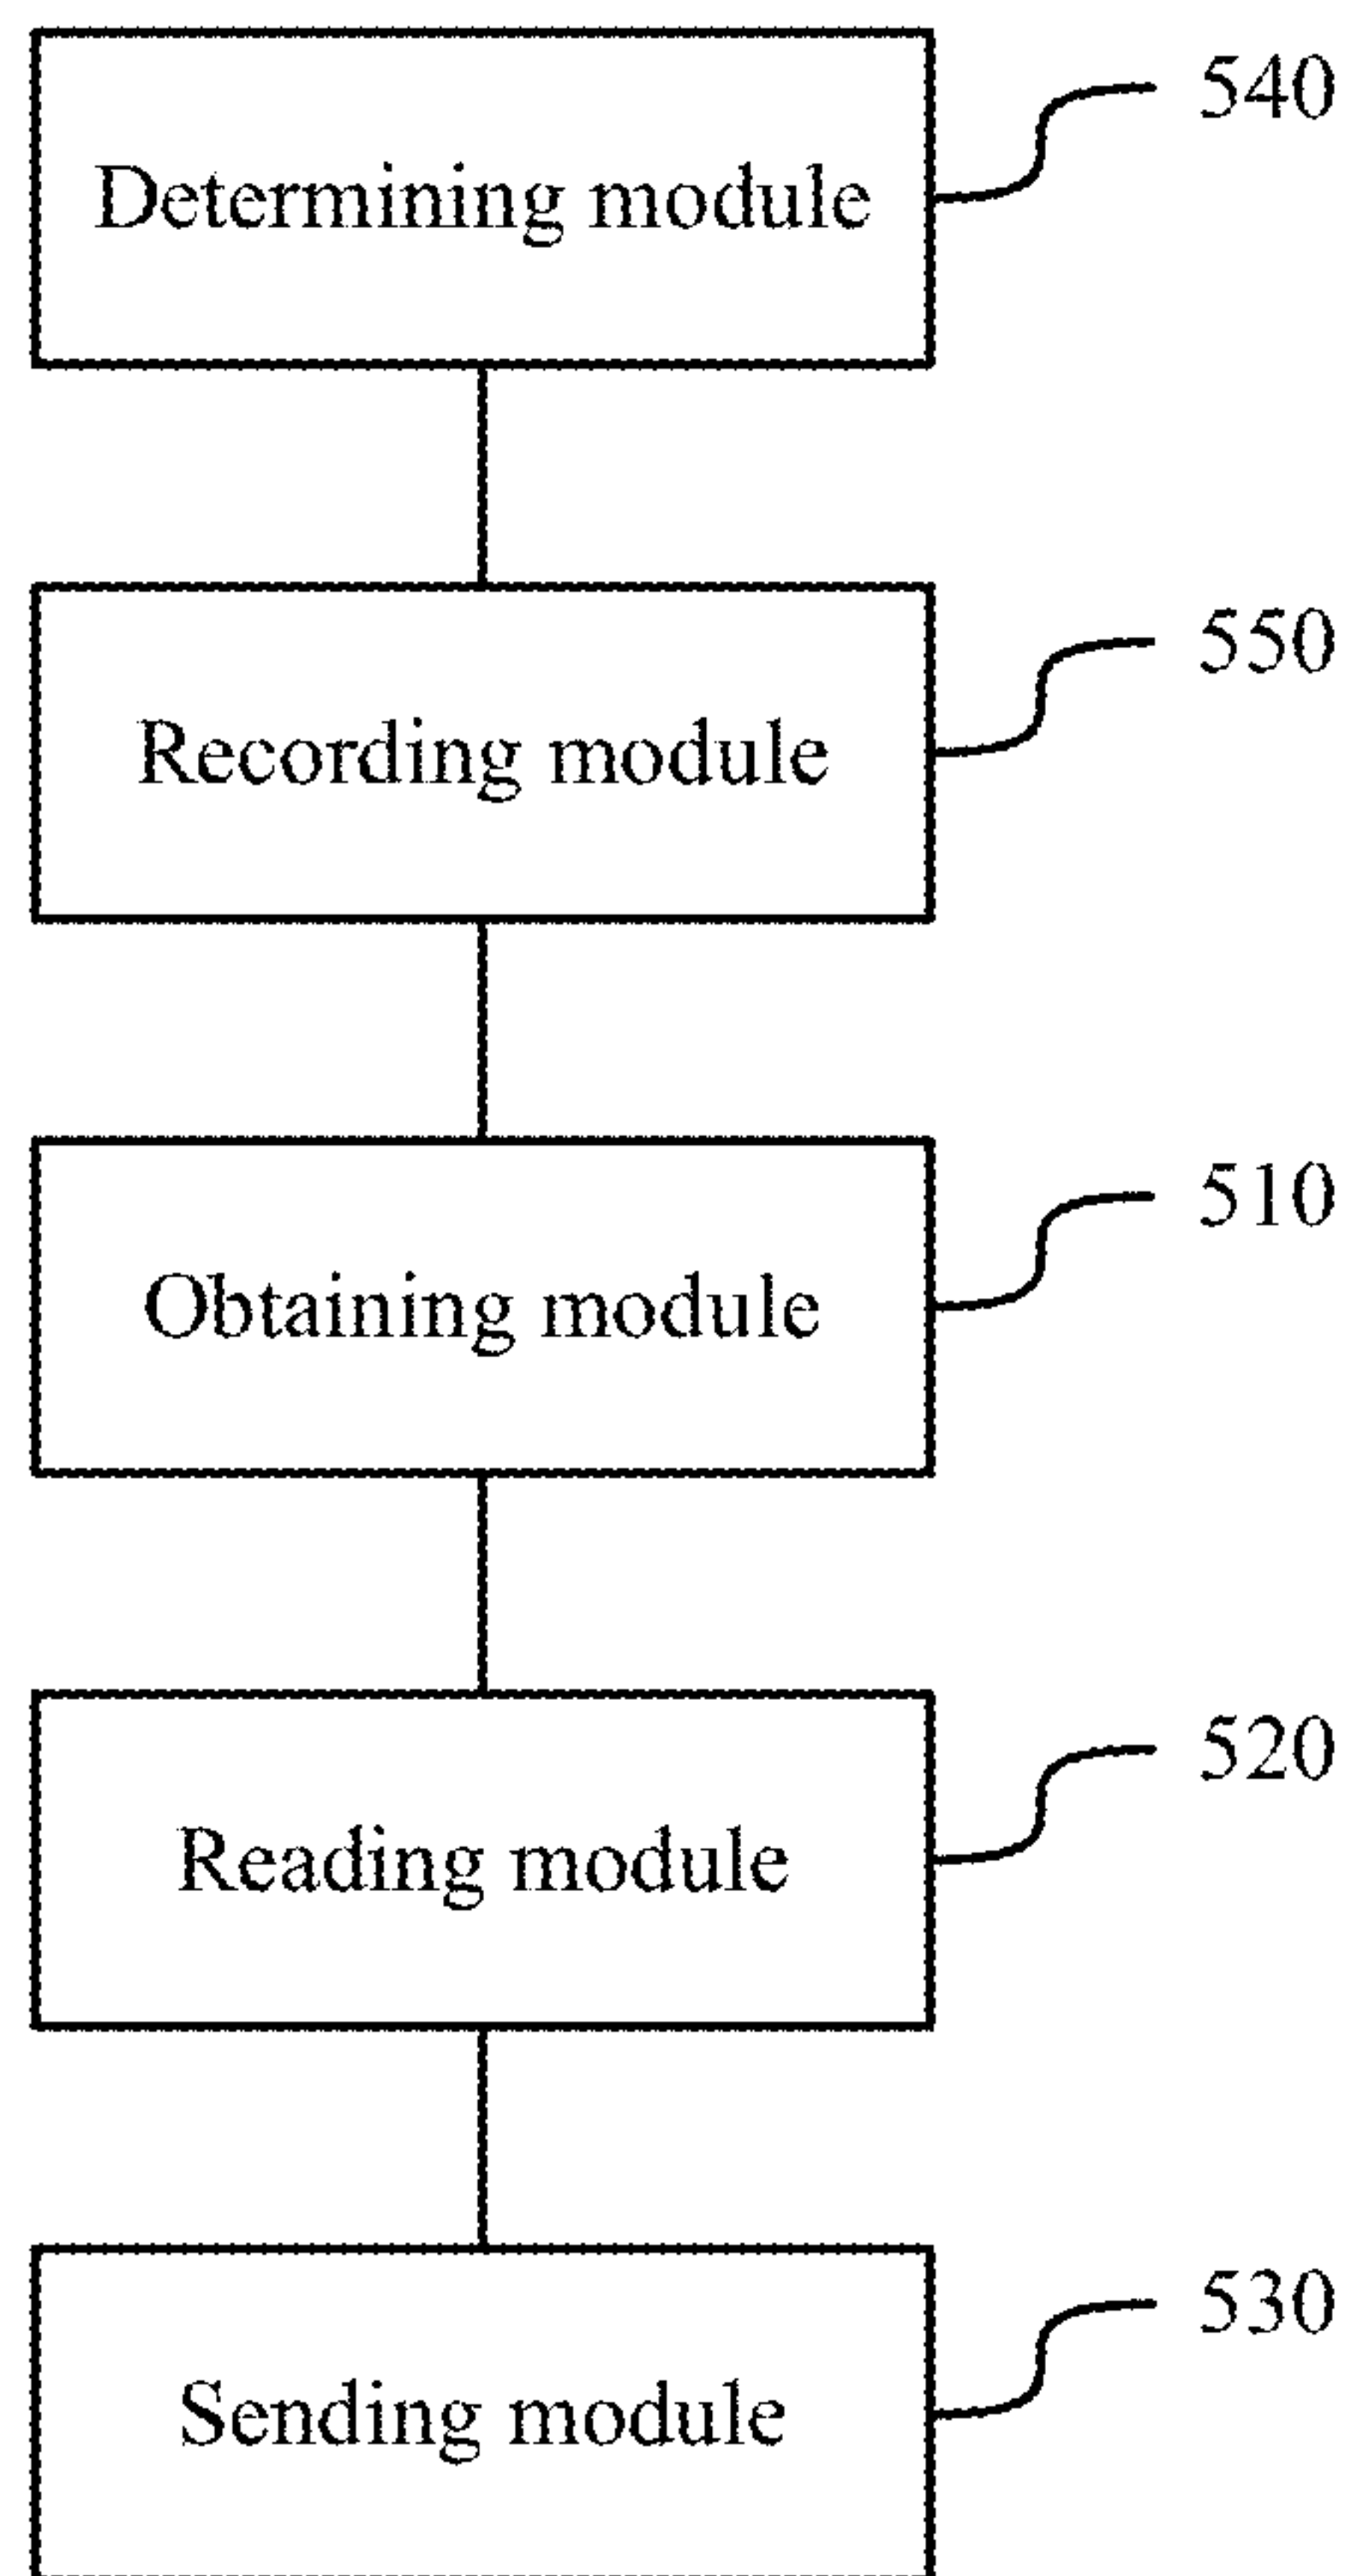 540
Determining module
550
Recording module
510
Obtaining module
520
Reading module
530
Sending module